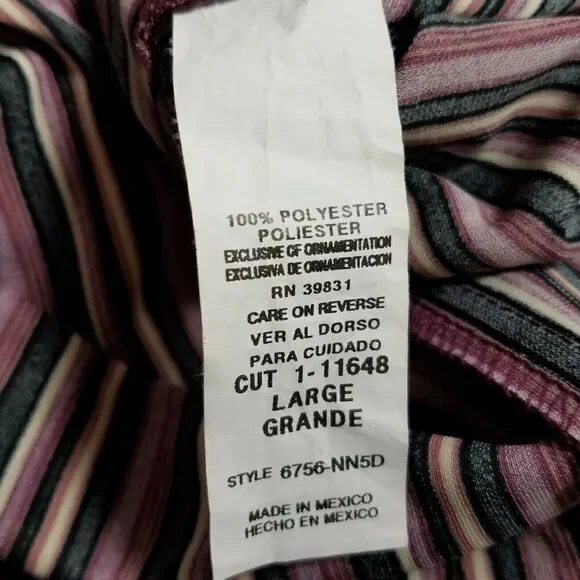 100% POLYESTER
POLIESTER
EXCLUSIVE OF ORNAMENTATION
EXCLUSIVA DE ORNAMENTACION
RN 39831
CARE ON REVERSE
VER AL DORSO
PARA CUIDADO
CUT 1-11648
LARGE
GRANDE
STYLE 6756-NN5D
MADE IN MEXICO
HECHO EN MEXICO